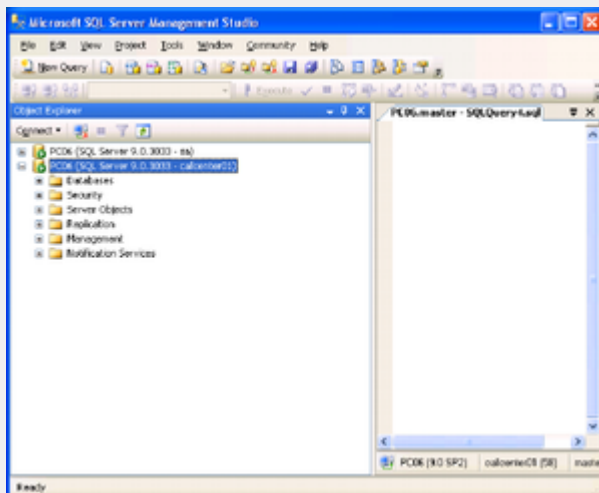 Microsoft SQL Server Management Studio
File Edit View Project Tools Window Community Help
New Query
Execute
Object Explorer
PC06.master - SQLQuery4.sql
Connect
PC06 (SQL Server 9.0.3033 - sa)
PC06 (SQL Server 9.0.3033 - callcenter01)
Databases
Security
Server Objects
Replication
Management
Notification Services
PC06 (9.0 SP2)
callcenter01 (58)
maste
Ready